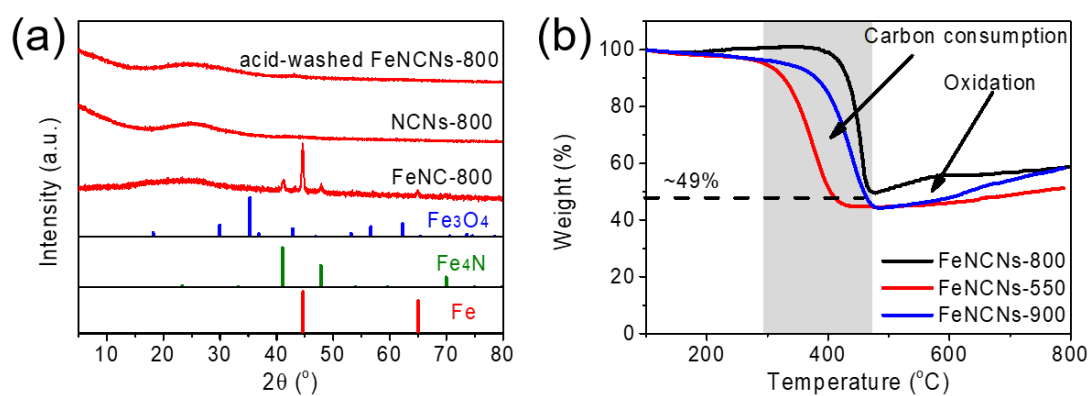 (a)
Intensity (a.u.)
acid-washed FeNCNs-800
NCNs-800
FeNC-800
Fe3O4
Fe4N
Fe
10 20 30 40 50 60 70 80
2θ (°)
(b)
Weight (%)
100
80
60
40
20
0
Carbon consumption
Oxidation
~49%
FeNCNs-800
FeNCNs-550
FeNCNs-900
200 400 600 800
Temperature (°C)